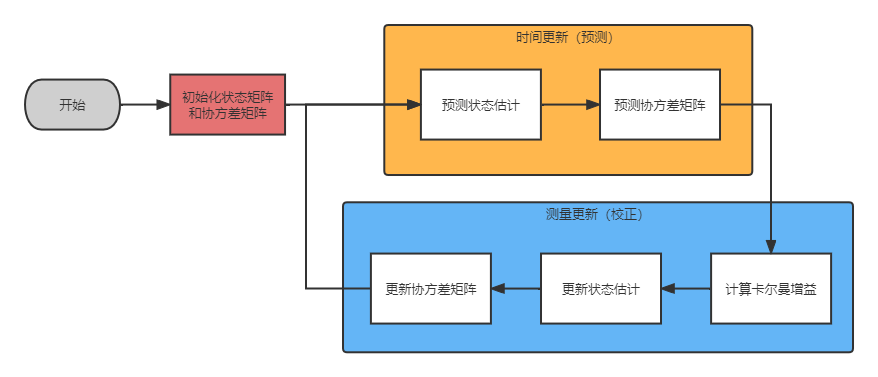 时间更新（预测）
开始
初始化状态矩阵
和协方差矩阵
预测状态估计
预测协方差矩阵
测量更新（校正）
更新协方差矩阵
更新状态估计
计算卡尔曼增益